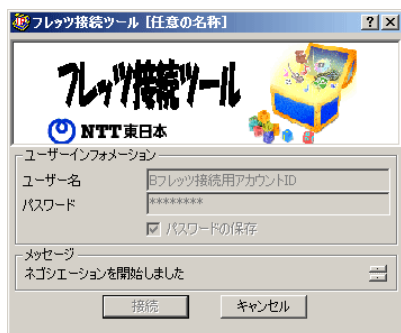 フレッツ接続ツール [任意の名称]
フレッツ接続ツール
NTT東日本
ユーザーインフォメーション
ユーザー名
Bフレッツ接続用アカウントID
パスワード
********
パスワードの保存
メッセージ
ネゴシエーションを開始しました
接続
キャンセル